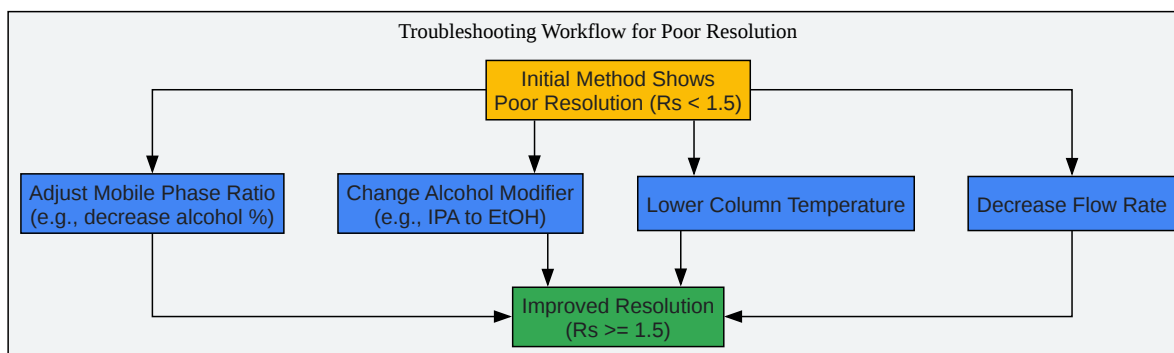 Troubleshooting Workflow for Poor Resolution
Initial Method Shows
Poor Resolution (Rs < 1.5)
Adjust Mobile Phase Ratio
(e.g., decrease alcohol %)
Change Alcohol Modifier
(e.g., IPA to EtOH)
Lower Column Temperature
Decrease Flow Rate
Improved Resolution
(Rs >= 1.5)